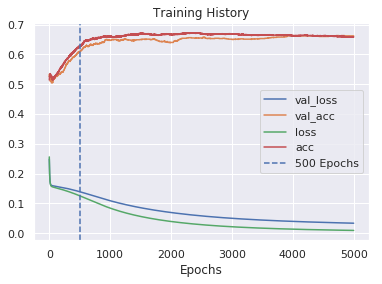 Training History
0.7
0.6
0.5
0.4
0.3
0.2
0.1
0.0
val_loss
val_acc
loss
acc
500 Epochs
0 1000 2000 3000 4000 5000
Epochs